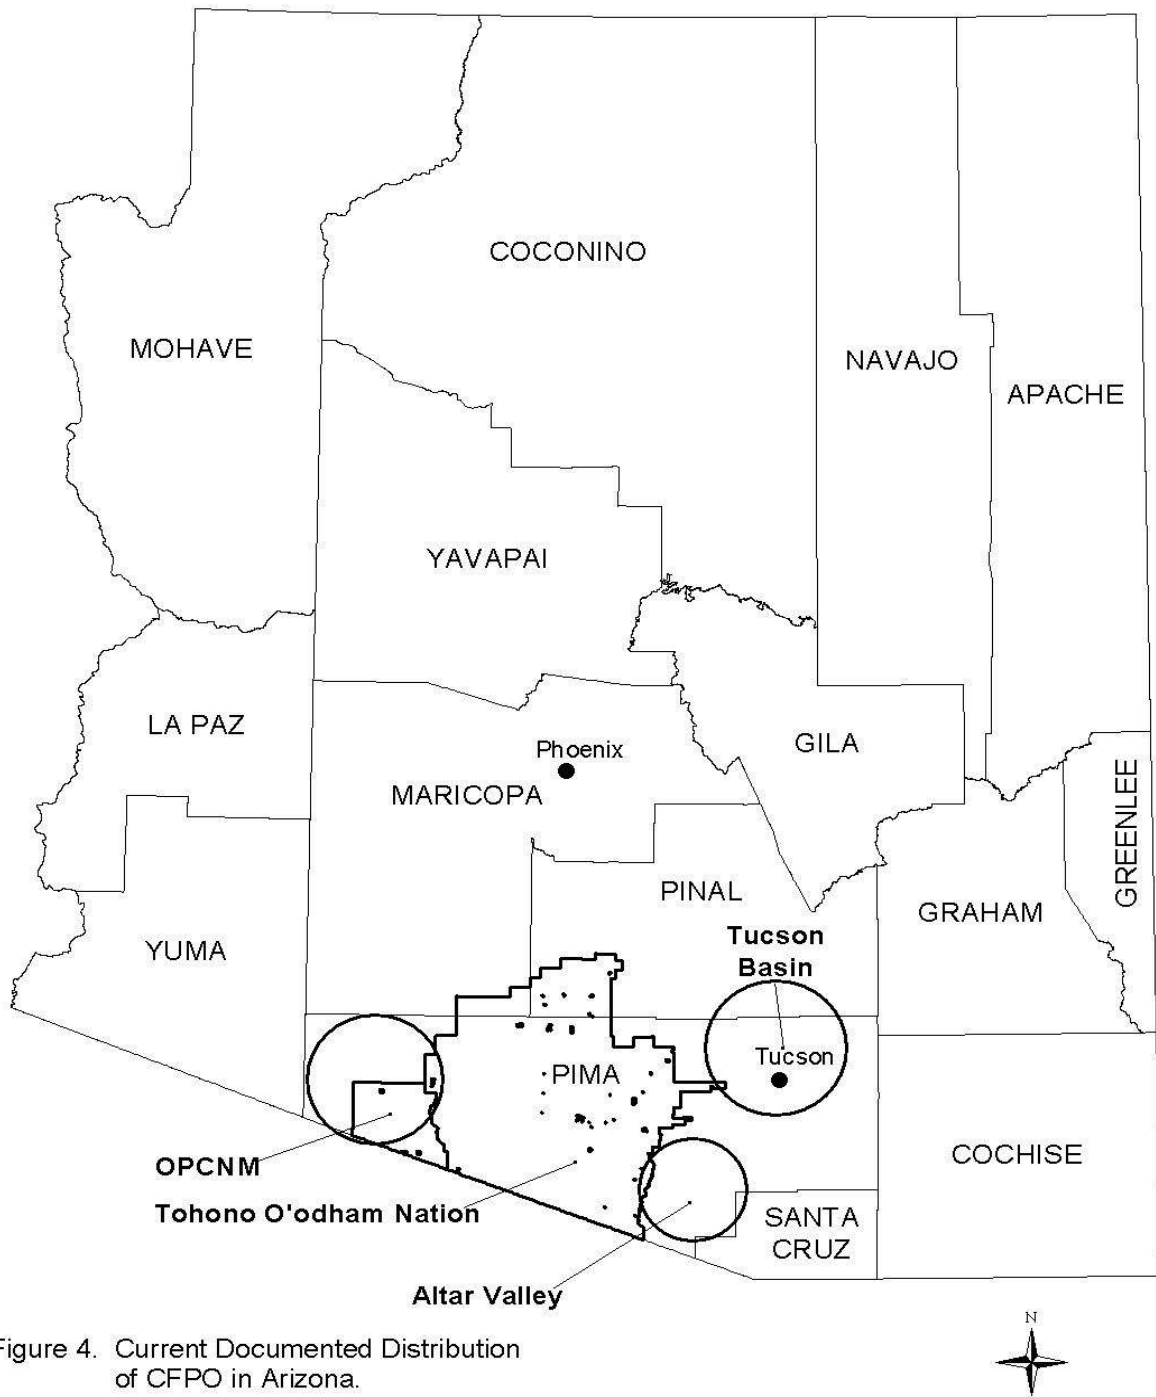 COCONINO
MOHAVE
NAVAJO
APACHE
YAVAPAI
LA PAZ
GILA
Phoenix
MARICOPA
GREENLEE
PINAL
GRAHAM
Tucson
Basin
YUMA
Tucson
PIMA
COCHISE
OPCNM
Tohono O'odham Nation
SANTA
CRUZ
Altar Valley
N
Figure 4. Current Documented Distribution
of CFPO in Arizona.